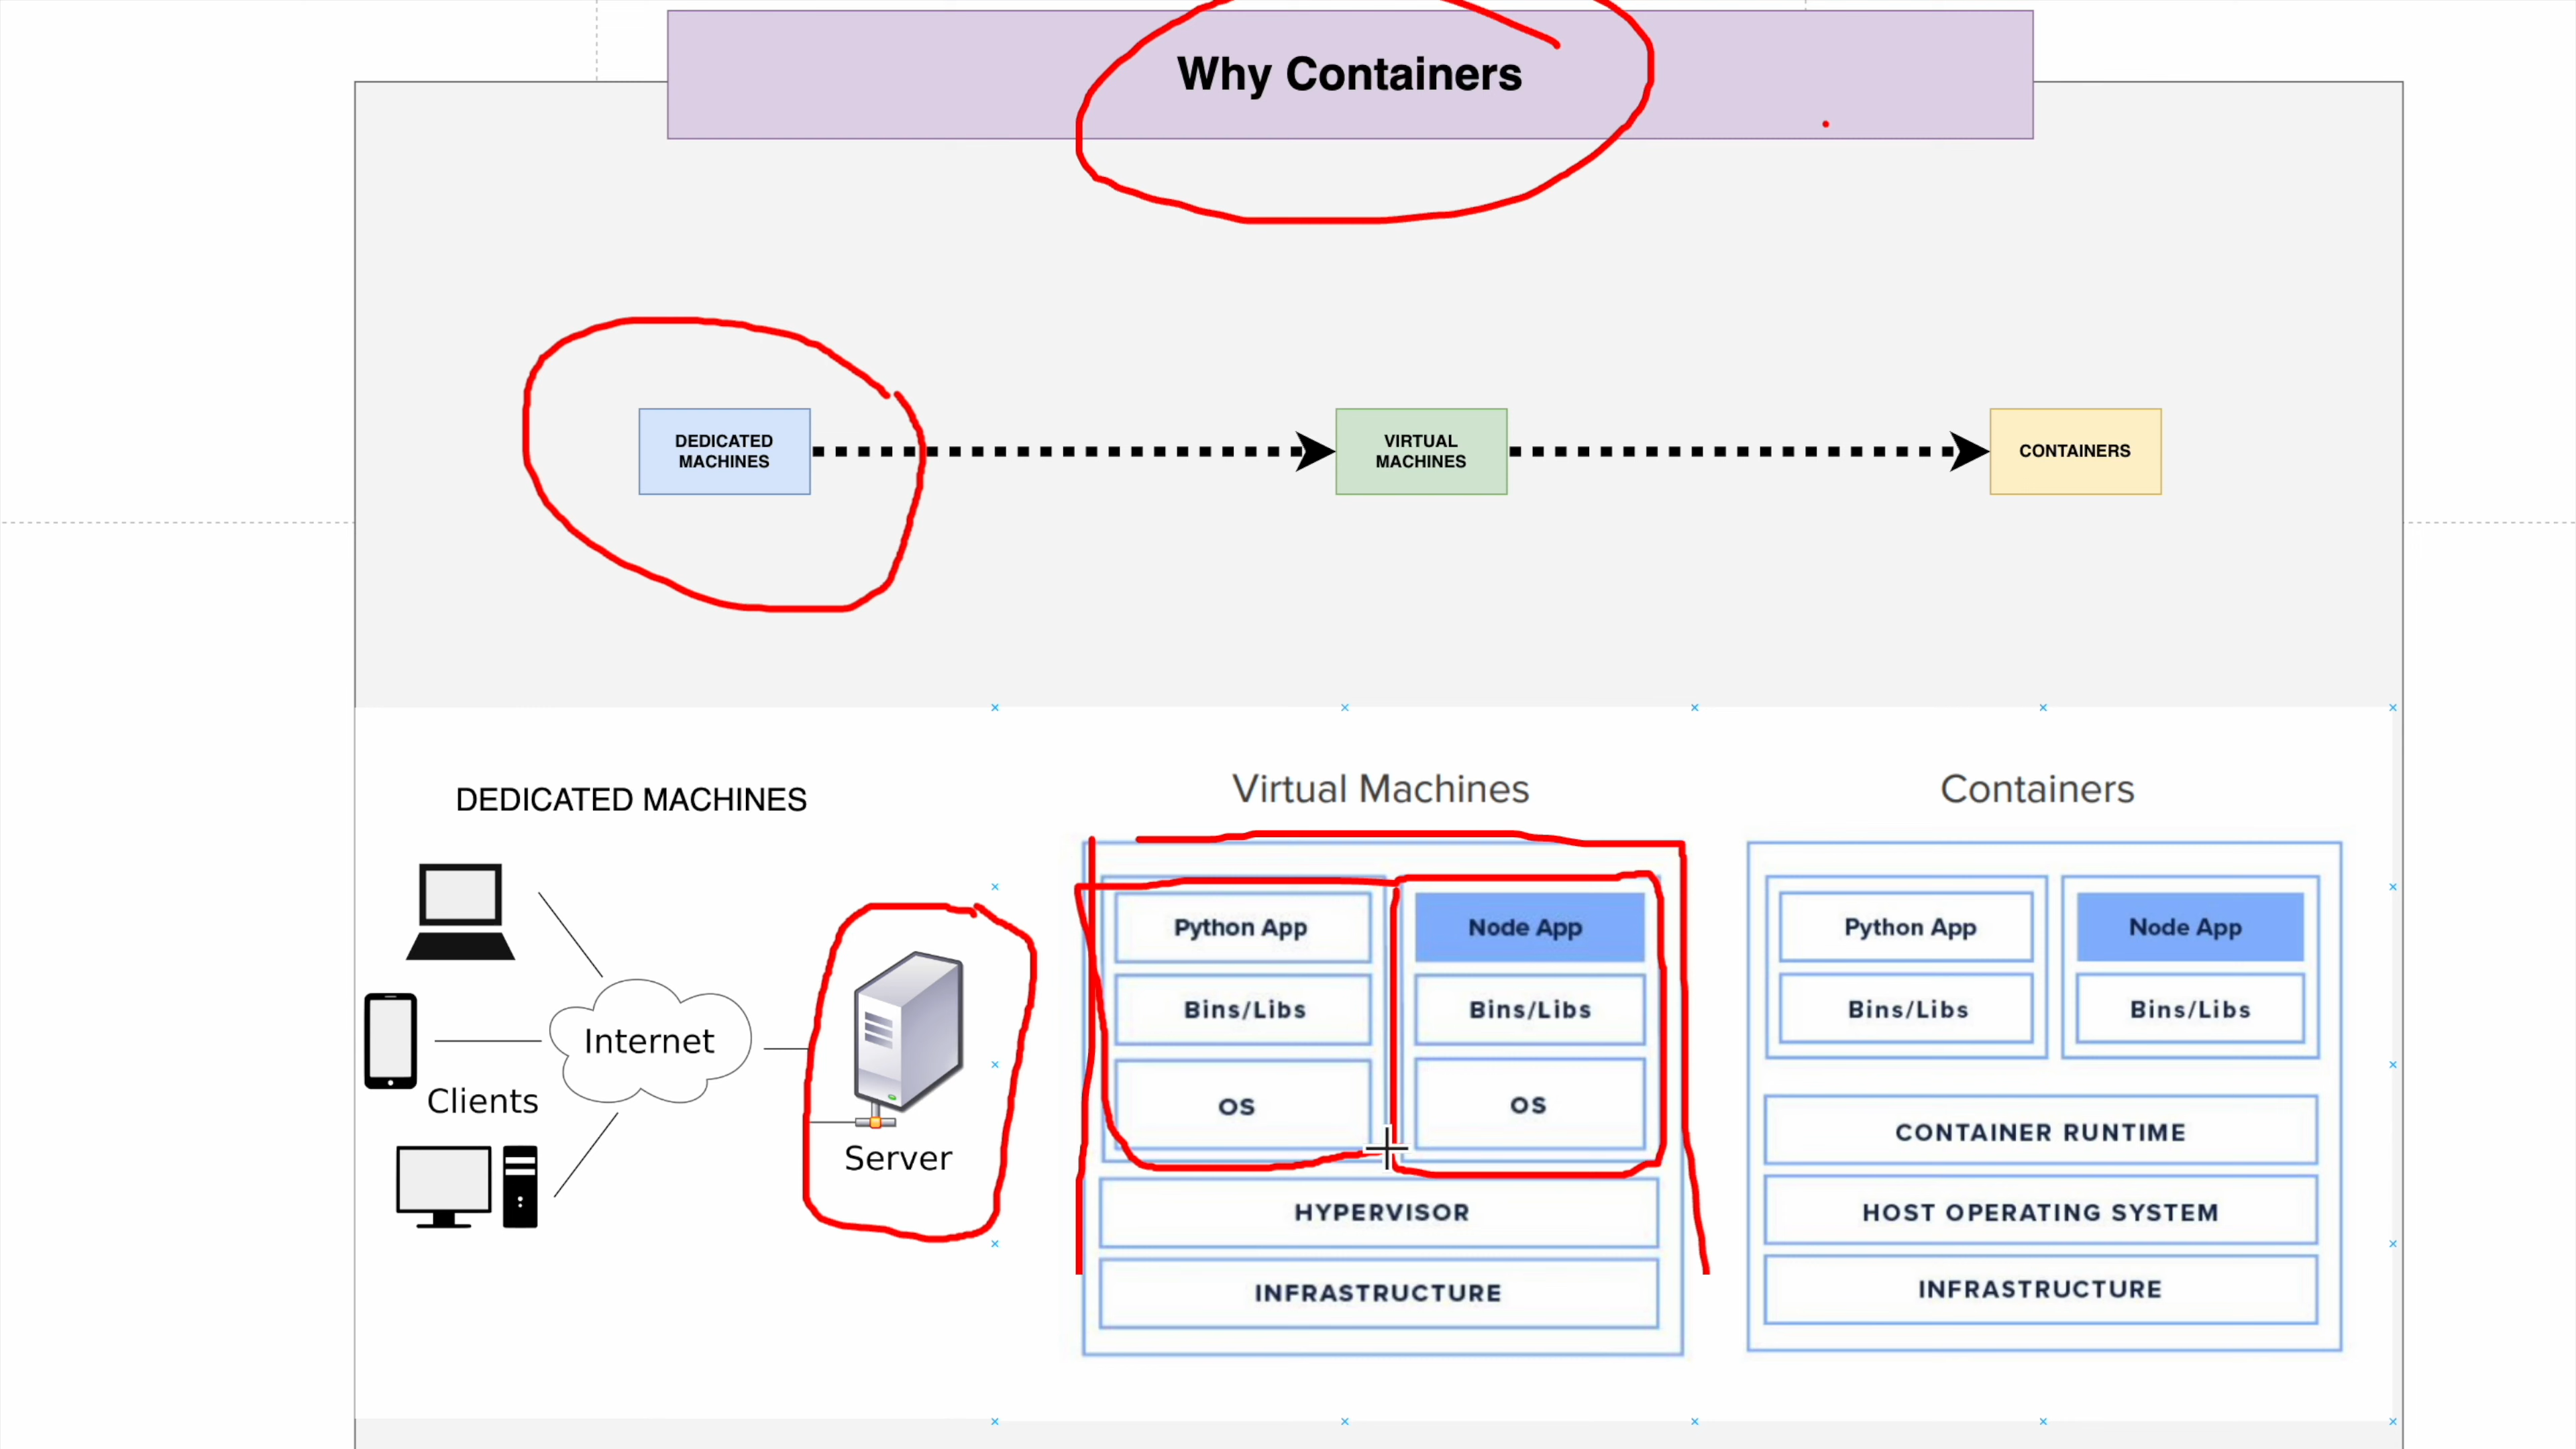 Why Containers
DEDICATED
MACHINES
VIRTUAL
MACHINES
CONTAINERS
DEDICATED MACHINES
Internet
Clients
Server
Virtual Machines
Python App
Node App
Bins/Libs
Bins/Libs
OS
OS
HYPERVISOR
INFRASTRUCTURE
Containers
Python App
Node App
Bins/Libs
Bins/Libs
CONTAINER RUNTIME
HOST OPERATING SYSTEM
INFRASTRUCTURE